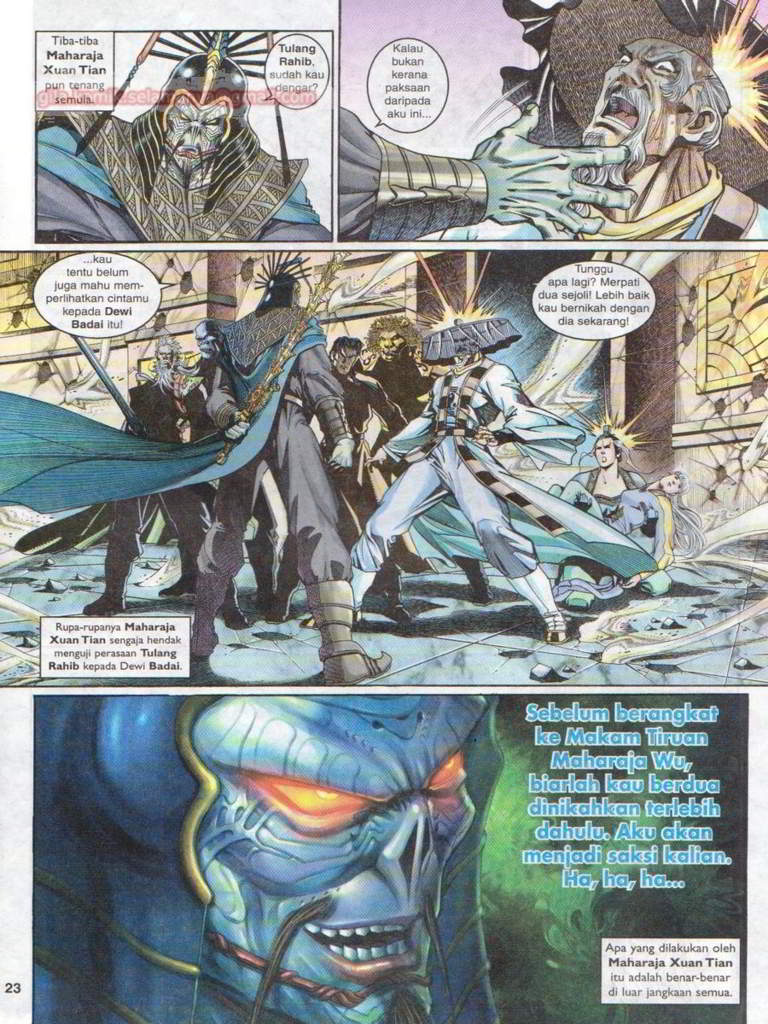 Tiba-tiba
Maharaja
Xuan Tian
pun tenang
semula.
Tulang
Rahib,
sudah kau
dengar?
Kalau
bukan
kerana
paksaan
daripada
aku ini...
...kau
tentu belum
juga mahu mem-
perlihatkan cintamu
kepada Dewi
Badai itu!
Tunggu
apa lagi? Merpati
dua sejoli! Lebih baik
kau bernikah dengan
dia sekarang!
Rupa-rupanya Maharaja
Xuan Tian sengaja hendak
menguji perasaan Tulang
Rahib kepada Dewi Badai.
Sebelum berangkat
ke Makam Tiruan
Maharaja Wu,
biarlah kau berdua
dinikahkan terlebih
dahulu. Aku akan
menjadi saksi kalian.
Ha, ha, ha...
Apa yang dilakukan oleh
Maharaja Xuan Tian
itu adalah benar-benar
di luar jangkaan semua.
23